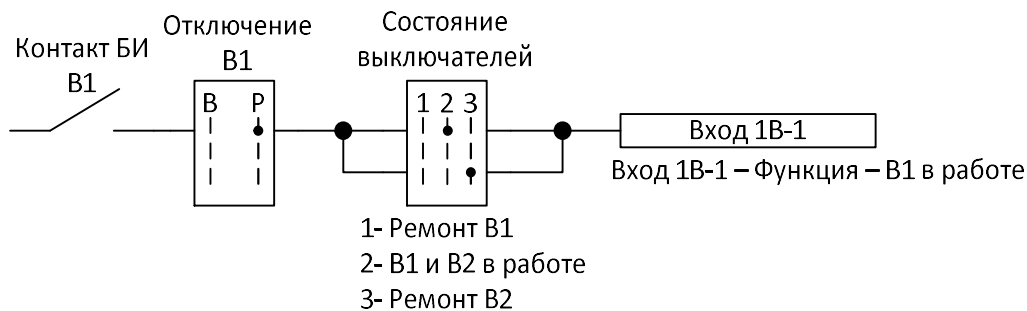 Контакт БИ
В1
Отключение
В1
Состояние
выключателей
В Р
1 2 3
Вход 1В-1
Вход 1В-1 – Функция – В1 в работе
1- Ремонт В1
2- В1 и В2 в работе
3- Ремонт В2